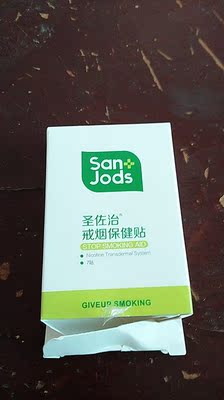 San
Jods
圣佐治®
戒烟保健贴
STOP SMOKING AID
Nicotine Transdermal System
7贴
GIVEUP SMOKING